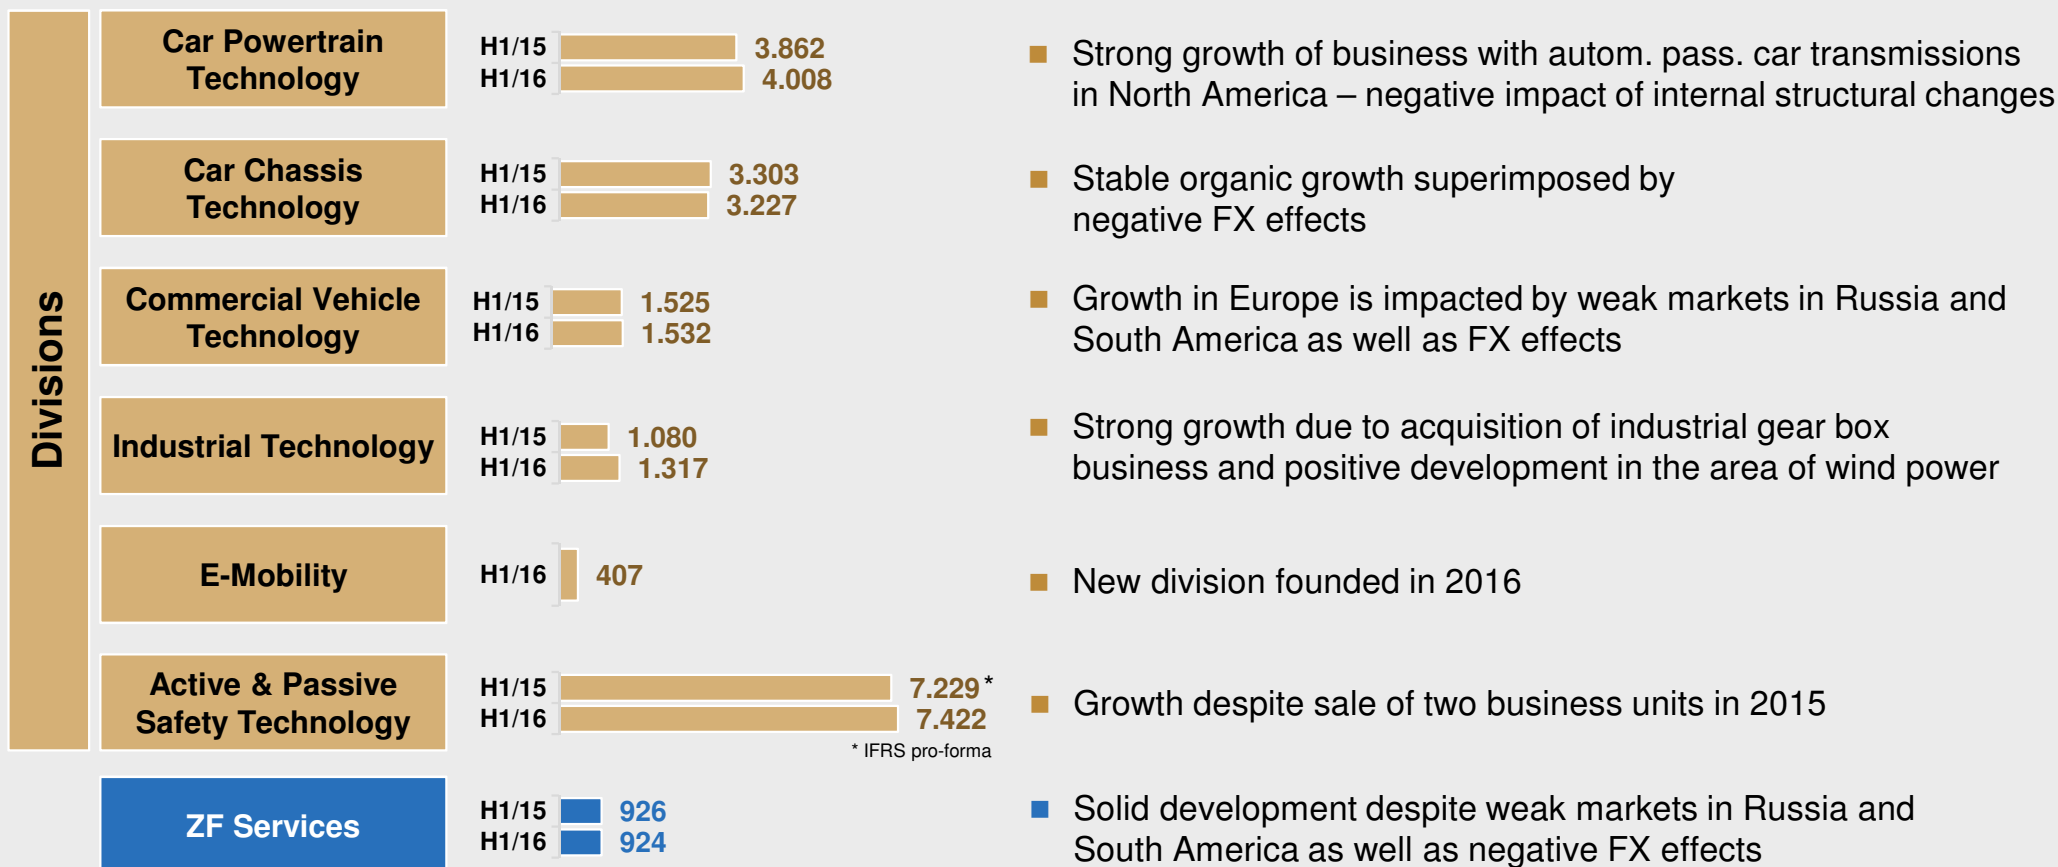 Divisions
Car Powertrain
Technology
H1/15 3.862
H1/16 4.008
■ Strong growth of business with autom. pass. car transmissions
in North America – negative impact of internal structural changes
Car Chassis
Technology
H1/15 3.303
H1/16 3.227
■ Stable organic growth superimposed by
negative FX effects
Commercial Vehicle
Technology
H1/15 1.525
H1/16 1.532
■ Growth in Europe is impacted by weak markets in Russia and
South America as well as FX effects
Industrial Technology
H1/15 1.080
H1/16 1.317
■ Strong growth due to acquisition of industrial gear box
business and positive development in the area of wind power
E-Mobility
H1/16 407
■ New division founded in 2016
Active & Passive
Safety Technology
H1/15 7.229*
H1/16 7.422
* IFRS pro-forma
■ Growth despite sale of two business units in 2015
ZF Services
H1/15 926
H1/16 924
■ Solid development despite weak markets in Russia and
South America as well as negative FX effects